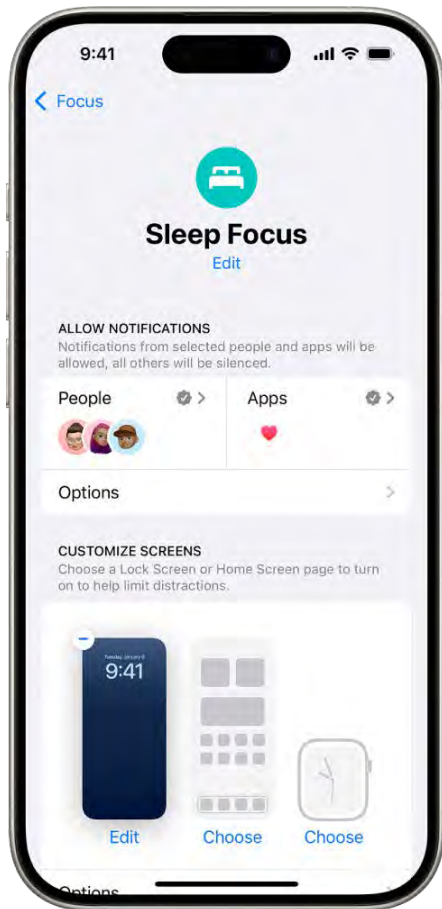 9:41
Focus
Sleep Focus
Edit
ALLOW NOTIFICATIONS
Notifications from selected people and apps will be
allowed, all others will be silenced.
People
Apps
Options
CUSTOMIZE SCREENS
Choose a Lock Screen or Home Screen page to turn
on to help limit distractions.
9:41
Edit
Choose
Choose
Options